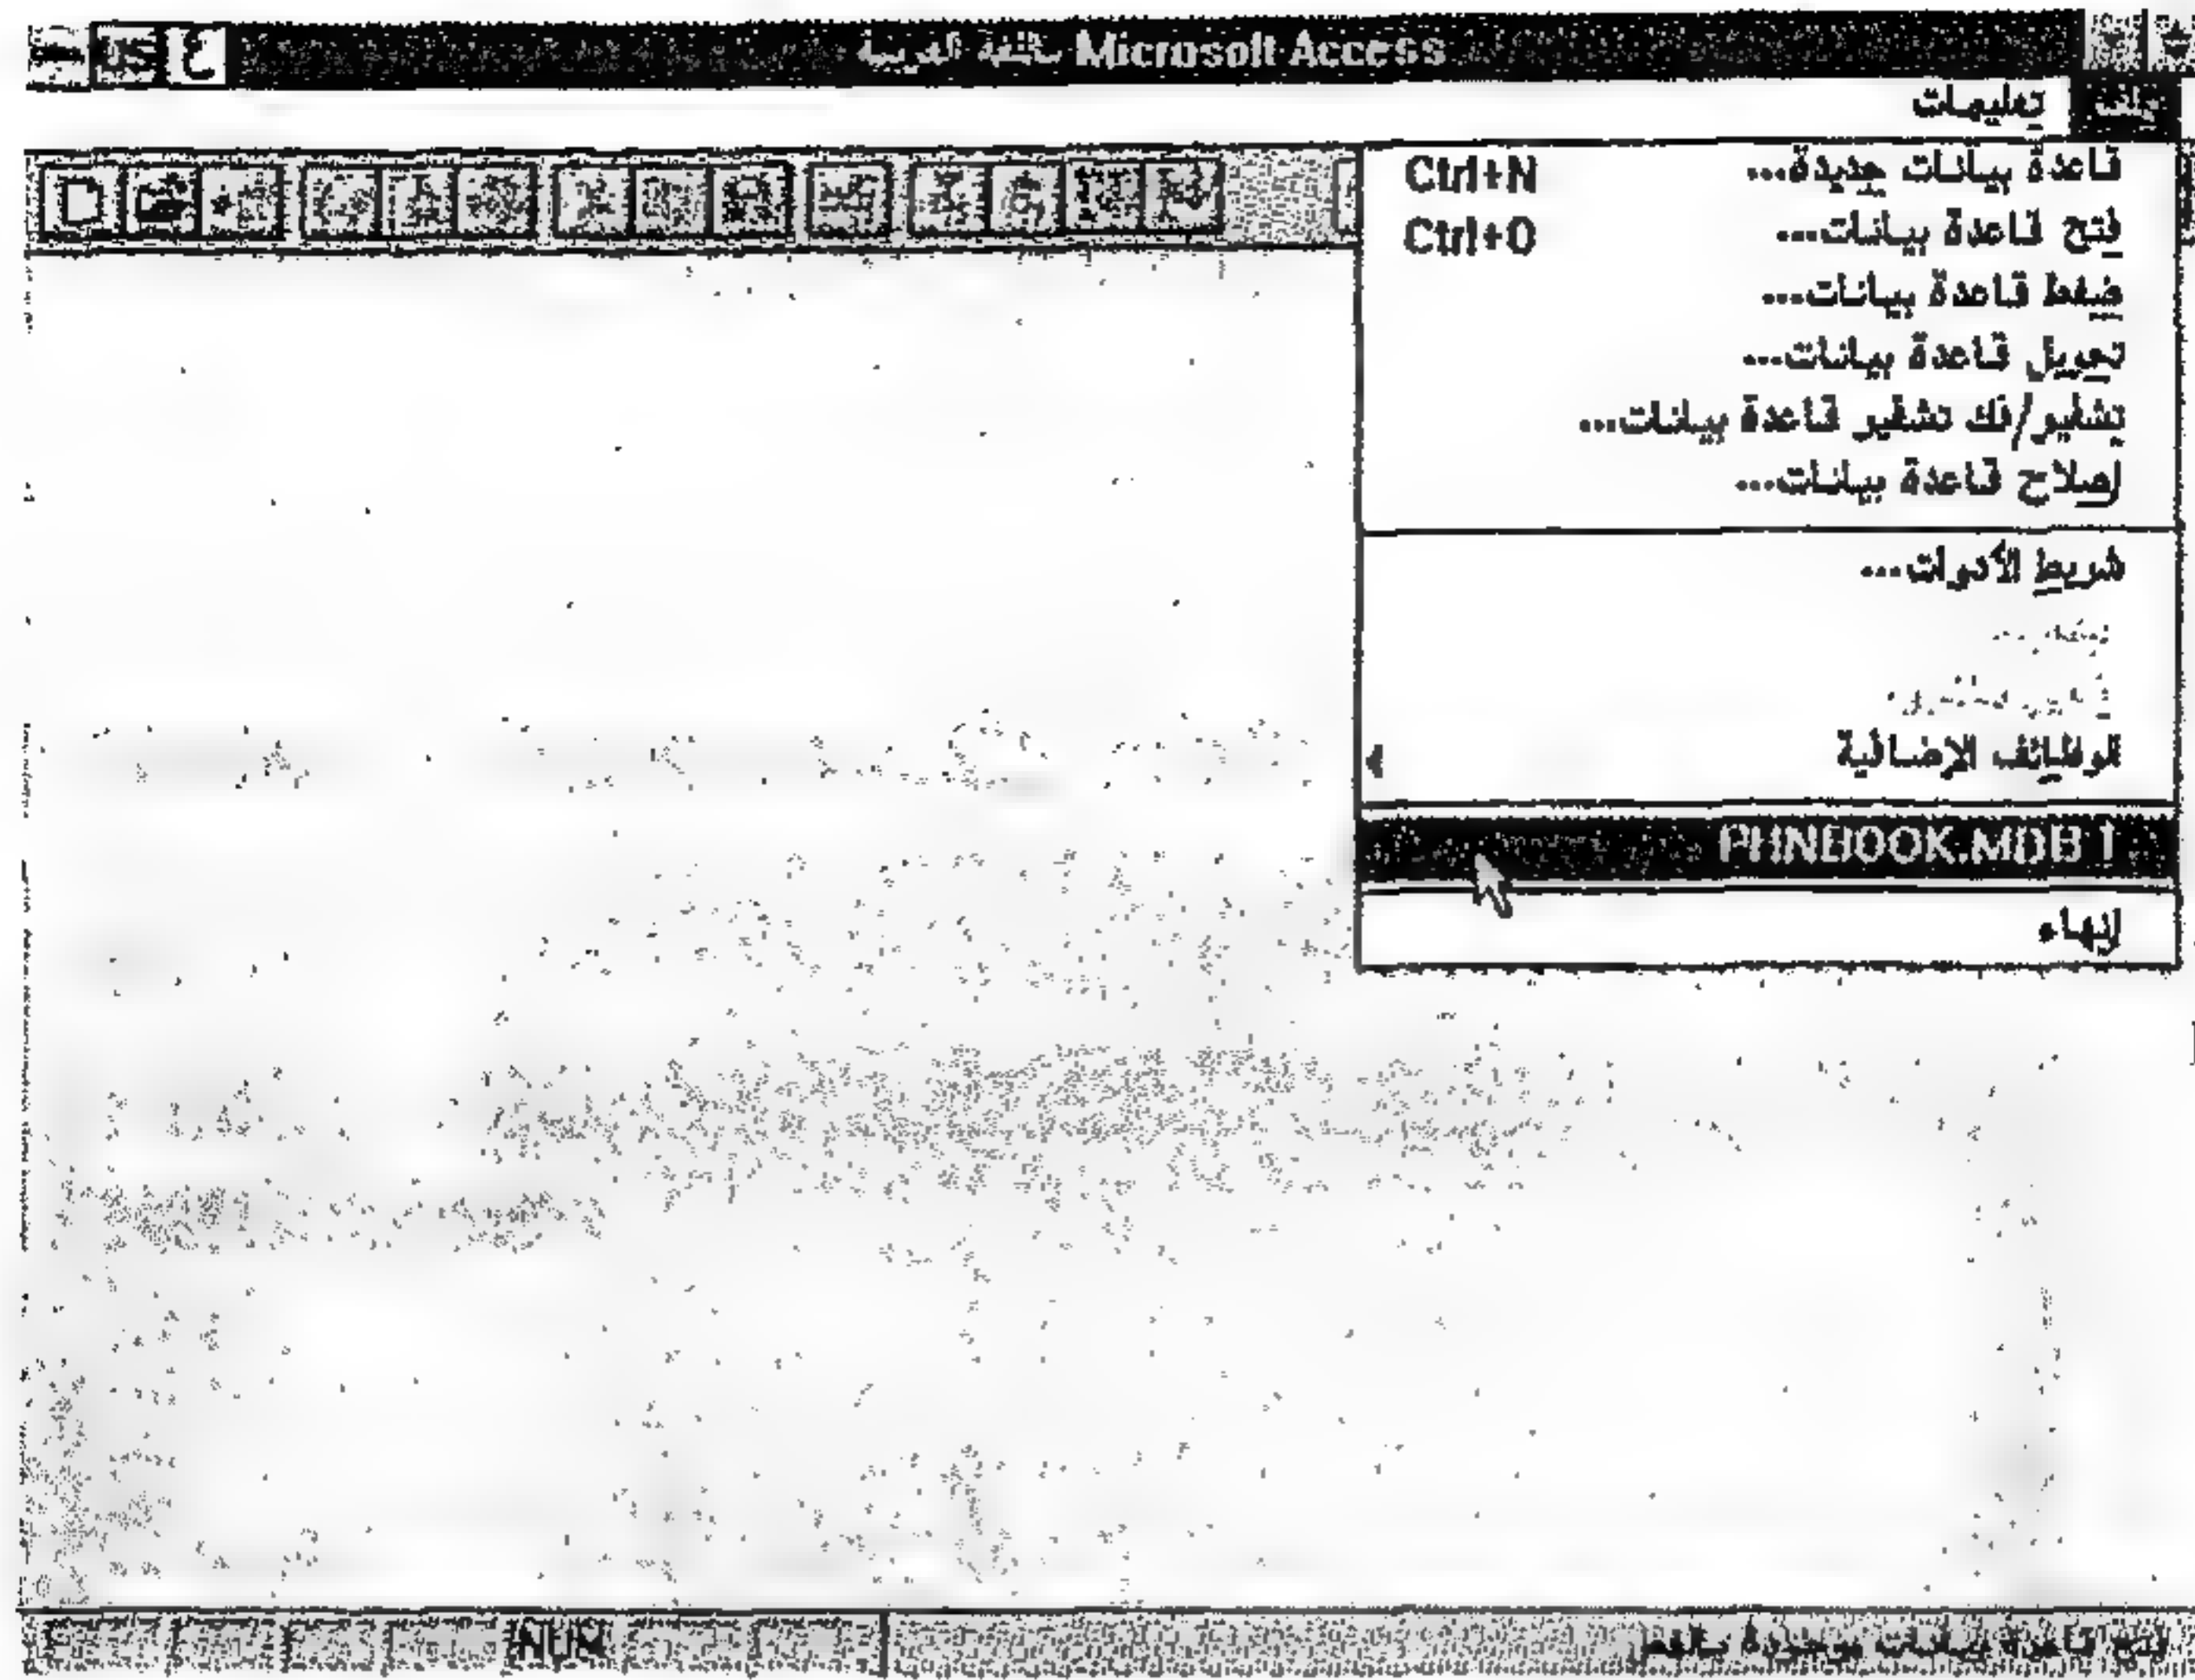 Microsoft Access باللغة العربية
ملف تعليمات
قاعدة بيانات جديدة... Ctrl+N
فتح قاعدة بيانات... Ctrl+O
ضغط قاعدة بيانات...
تحويل قاعدة بيانات...
تشفير/فك تشفير قاعدة بيانات...
إصلاح قاعدة بيانات...
شريط الأدوات...
الوظائف الإضافية
1 PHNBOOK.MDB
إنهاء
فتح قاعدة بيانات موجودة بالفعل
NUM